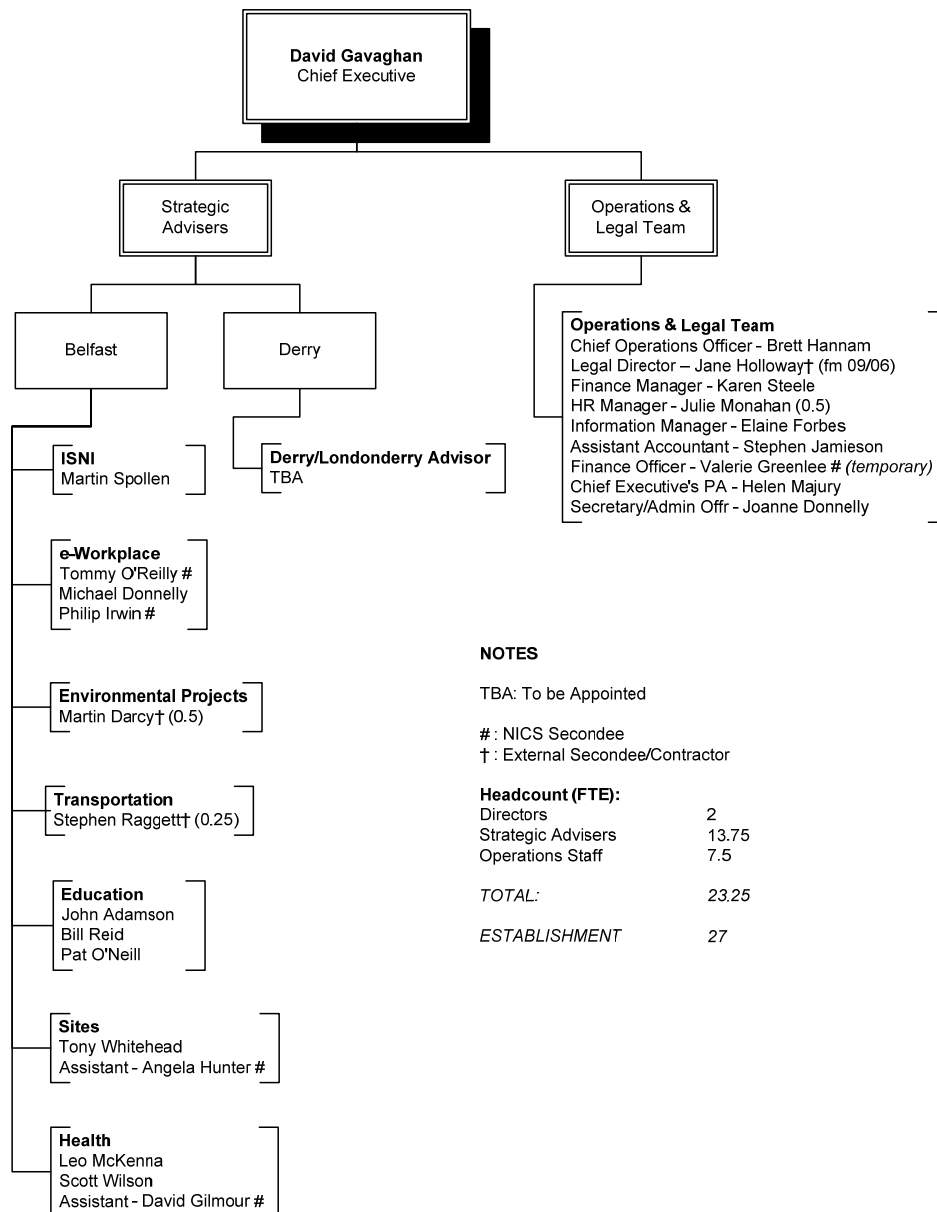 David Gavaghan
Chief Executive
Strategic
Advisers
Operations &
Legal Team
Belfast
Derry
Operations & Legal Team
Chief Operations Officer - Brett Hannam
Legal Director – Jane Holloway† (fm 09/06)
Finance Manager - Karen Steele
HR Manager - Julie Monahan (0.5)
Information Manager - Elaine Forbes
Assistant Accountant - Stephen Jamieson
Finance Officer - Valerie Greenlee # (temporary)
Chief Executive's PA - Helen Majury
Secretary/Admin Offr - Joanne Donnelly
ISNI
Martin Spollen
Derry/Londonderry Advisor
TBA
e-Workplace
Tommy O'Reilly #
Michael Donnelly
Philip Irwin #
Environmental Projects
Martin Darcy† (0.5)
Transportation
Stephen Raggett† (0.25)
Education
John Adamson
Bill Reid
Pat O'Neill
Sites
Tony Whitehead
Assistant - Angela Hunter #
Health
Leo McKenna
Scott Wilson
Assistant - David Gilmour #
NOTES
TBA: To be Appointed
# : NICS Secondee
† : External Secondee/Contractor
Headcount (FTE):
Directors 2
Strategic Advisers 13.75
Operations Staff 7.5
TOTAL: 23.25
ESTABLISHMENT 27